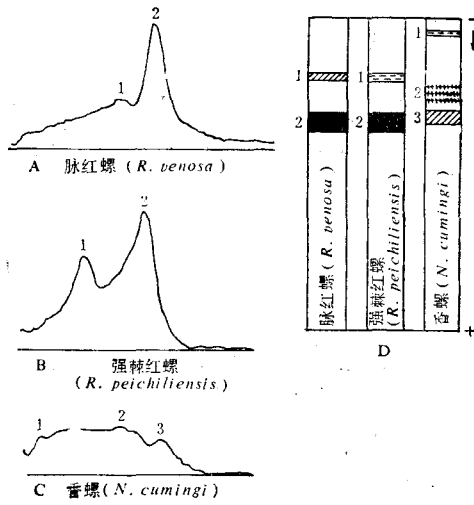 2
1
A 脉红螺 (R. venosa)
2
1
B 强棘红螺
(R. peichiliensis)
1 2 3
C 香螺 (N. cumingi)
1
1 1
2
2 2 3
脉红螺 (R. venosa)
强棘红螺
(R. peichiliensis)
香螺 (N. cumingi)
+
D